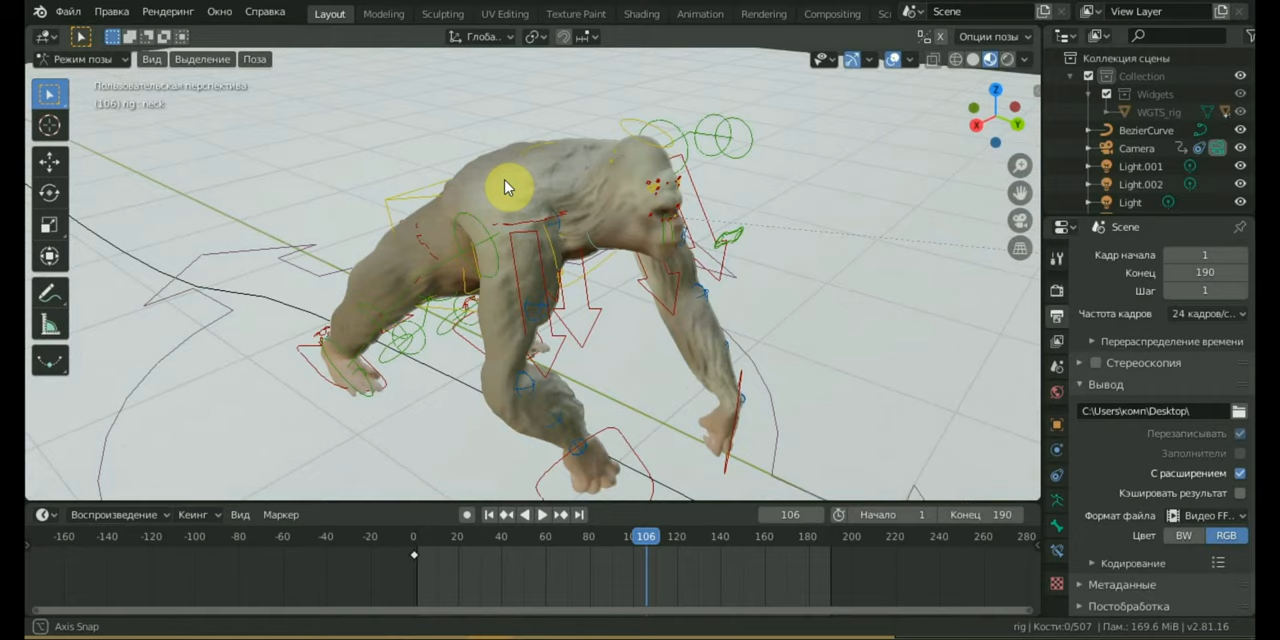 Файл Правка Рендеринг Окно Справка Layout Modeling Sculpting UV Editing Texture Paint Shading Animation Rendering Compositing Sc Scene View Layer
Глоба.. Опции позы
Режим позы Вид Выделение Поза
Пользовательская перспектива
(106) rig : neck
Z
X
Y
Коллекция сцены
Collection
Widgets
WGTS_rig
BezierCurve
Camera
Light.001
Light.002
Light
Scene
Кадр начала 1
Конец 190
Шаг 1
Частота кадров 24 кадров/с..
Перераспределение времени
Стереоскопия
Вывод
C:\Users\комп\Desktop\
Перезаписывать
Заполнители
С расширением
Кэшировать результат
Формат файла Видео FF..
Цвет BW RGB
Кодирование
Метаданные
Постобработка
Воспроизведение Кеинг Вид Маркер 106 Начало 1 Конец 190
-160 -140 -120 -100 -80 -60 -40 -20 0 20 40 60 80 106 120 140 160 180 200 220 240 260 280
Axis Snap
rig | Кости:0/507 | Пам.: 169.6 MiB | v2.81.16